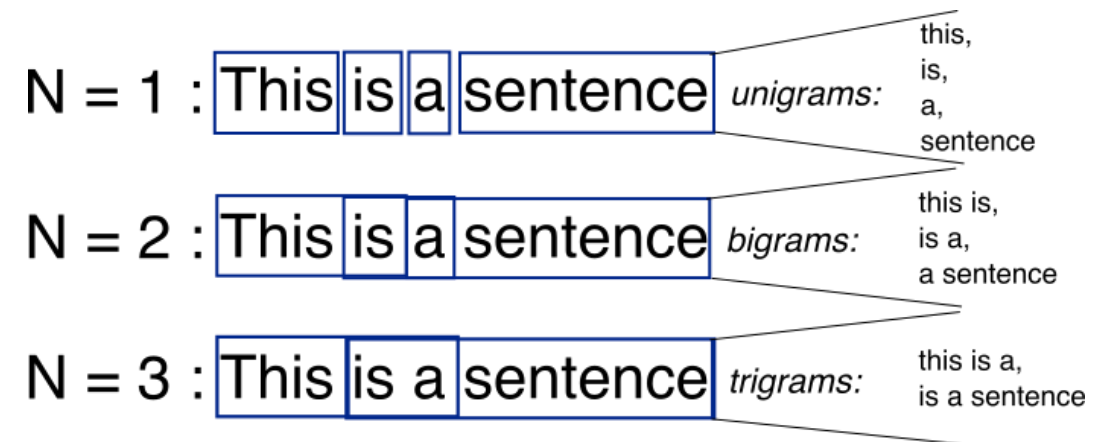 N = 1 : This is a sentence unigrams:
this,
is,
a,
sentence
N = 2 : This is a sentence bigrams:
this is,
is a,
a sentence
N = 3 : This is a sentence trigrams:
this is a,
is a sentence